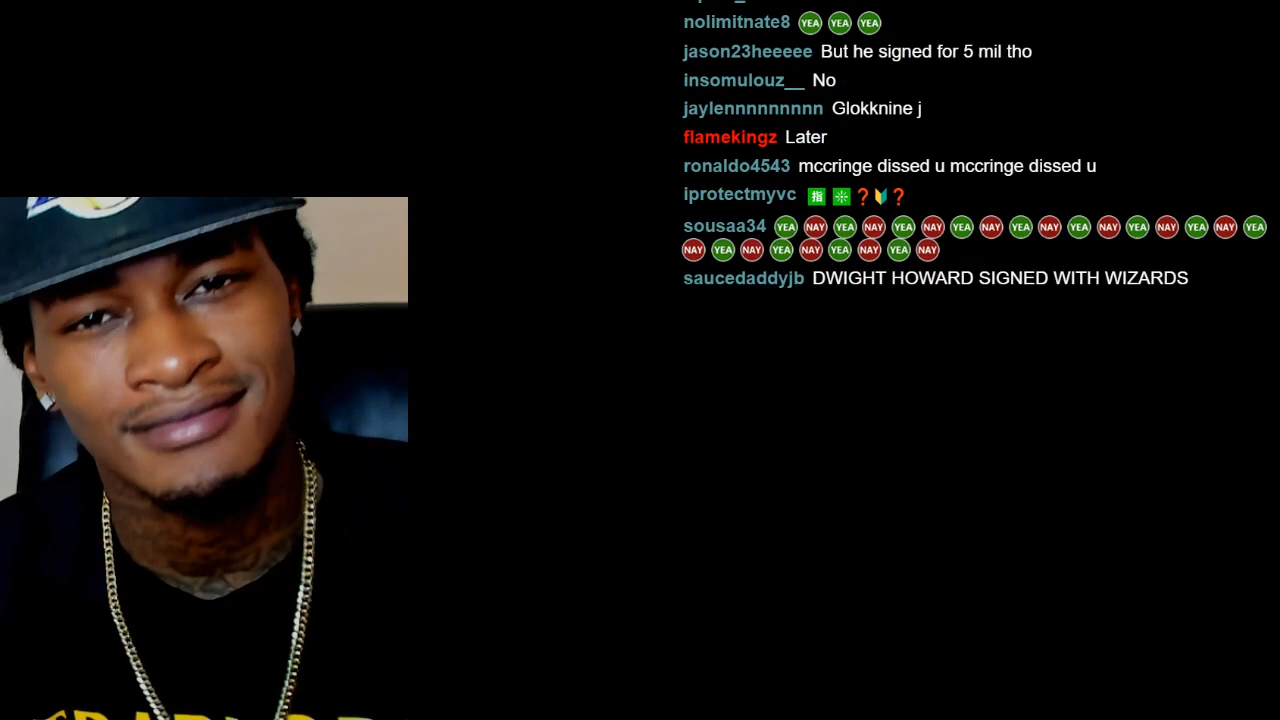 nolimitnate8 YEA YEA YEA
jason23heeeee But he signed for 5 mil tho
insomulouz__ No
jaylennnnnnnnn Glokknine j
flamekingz Later
ronaldo4543 mccringe dissed u mccringe dissed u
iprotectmyvc 指 ❇️ ❓ 🔰 ❓
sousaa34 YEA NAY YEA NAY YEA NAY YEA NAY YEA NAY YEA NAY YEA NAY YEA NAY YEA
NAY YEA NAY YEA NAY YEA NAY YEA NAY
saucedaddyjb DWIGHT HOWARD SIGNED WITH WIZARDS